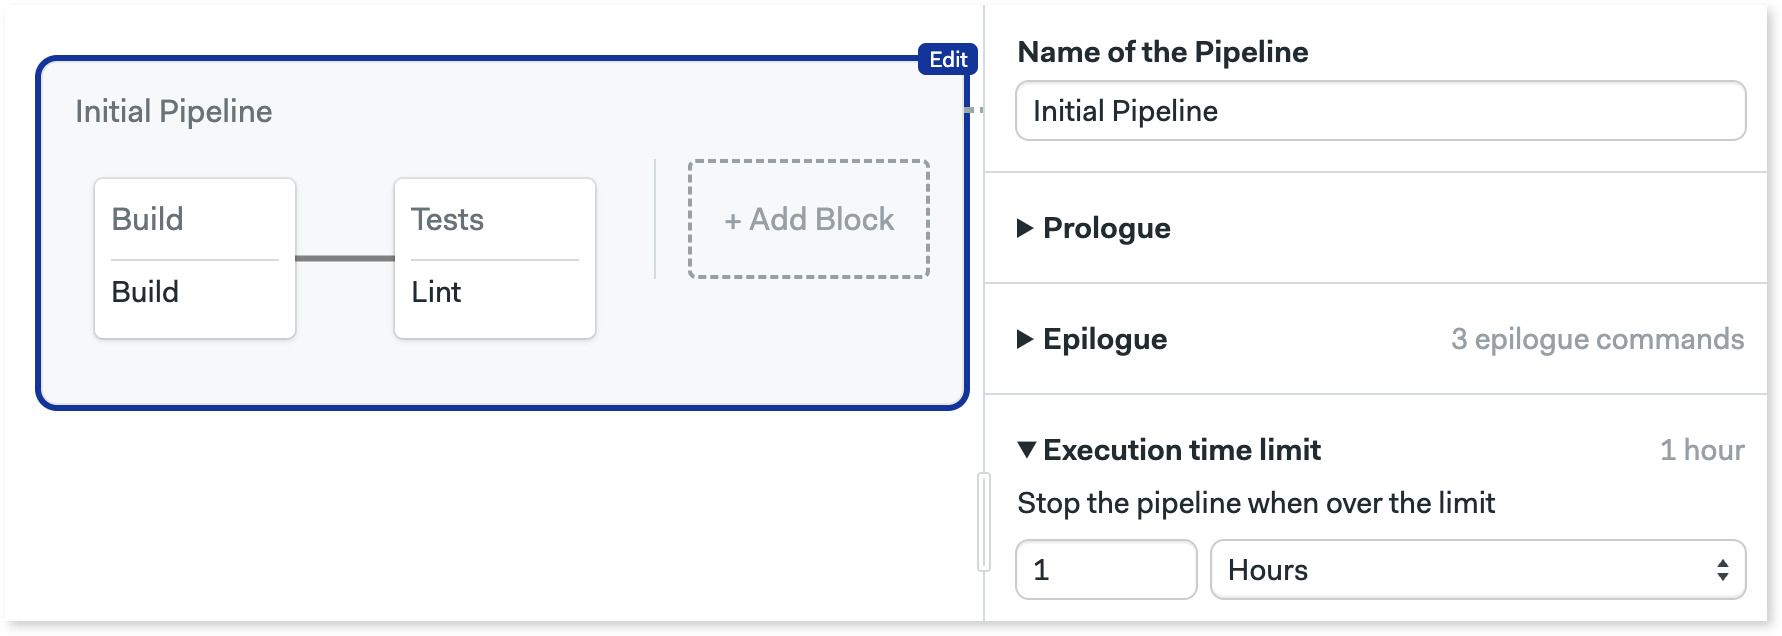 Edit
Initial Pipeline
Build
Build
Tests
Lint
+ Add Block
Name of the Pipeline
Initial Pipeline
Prologue
Epilogue 3 epilogue commands
Execution time limit 1 hour
Stop the pipeline when over the limit
1 Hours